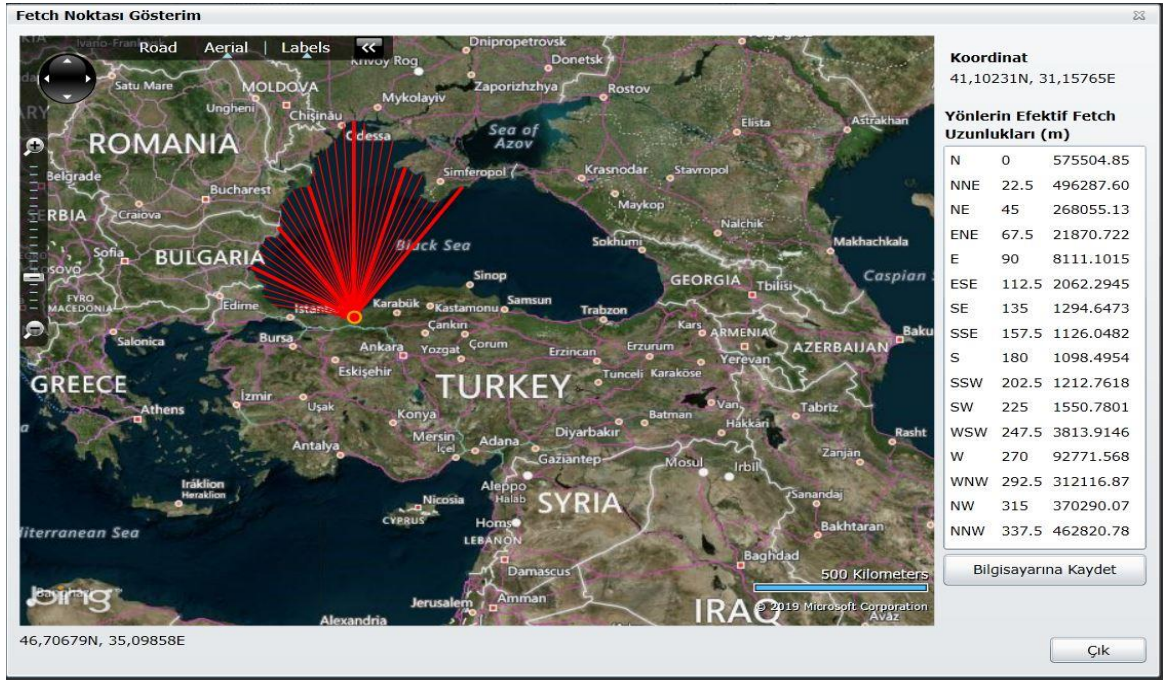 Fetch Noktası Gösterim
Road Aerial | Labels
Dnipropetrovsk
Krivoy Rog
Donetsk
Satu Mare
MOLDOVA
Zaporizhzhya
Rostov
Mykolayiv
Ungheni
Chişinău
Elista
Astrakhan
Odessa
Sea of
Azov
ROMANIA
Simferopol
Krasnodar
Stavropol
Belgrade
Bucharest
Maykop
SERBIA
Craiova
Nalchik
Black Sea
Sokhumi
Makhachkala
Sofia
BULGARIA
Sinop
GEORGIA
Tbilisi
Caspian
FYRO
MACEDONIA
Edirne
Istanbul
Karabük
Kastamonu
Samsun
Trabzon
Salonica
Bursa
Çankırı
Kars
ARMENIA
Baku
Ankara
Yozgat
Çorum
Erzincan
Erzurum
Yerevan
AZERBAIJAN
Eskişehir
GREECE
TURKEY
Tunceli
Karaköse
Athens
İzmir
Uşak
Konya
Batman
Van
Hakkari
Tabriz
Mersin
İçel
Adana
Diyarbakır
Rasht
Antalya
Gaziantep
Mosul
Irbil
Zanjan
Iráklion
Heraklion
Aleppo
Halab
SYRIA
Sanandaj
Nicosia
CYPRUS
Homs
Bakhtaran
Mediterranean Sea
LEBANON
Damascus
Baghdad
500 Kilometers
bing
Jerusalem
Amman
IRAQ
© 2019 Microsoft Corporation
Alexandria
Avaz
46,70679N, 35,09858E
Koordinat
41,10231N, 31,15765E
Yönlerin Efektif Fetch
Uzunlukları (m)
N 0 575504.85
NNE 22.5 496287.60
NE 45 268055.13
ENE 67.5 21870.722
E 90 8111.1015
ESE 112.5 2062.2945
SE 135 1294.6473
SSE 157.5 1126.0482
S 180 1098.4954
SSW 202.5 1212.7618
SW 225 1550.7801
WSW 247.5 3813.9146
W 270 92771.568
WNW 292.5 312116.87
NW 315 370290.07
NNW 337.5 462820.78
Bilgisayarına Kaydet
Çık